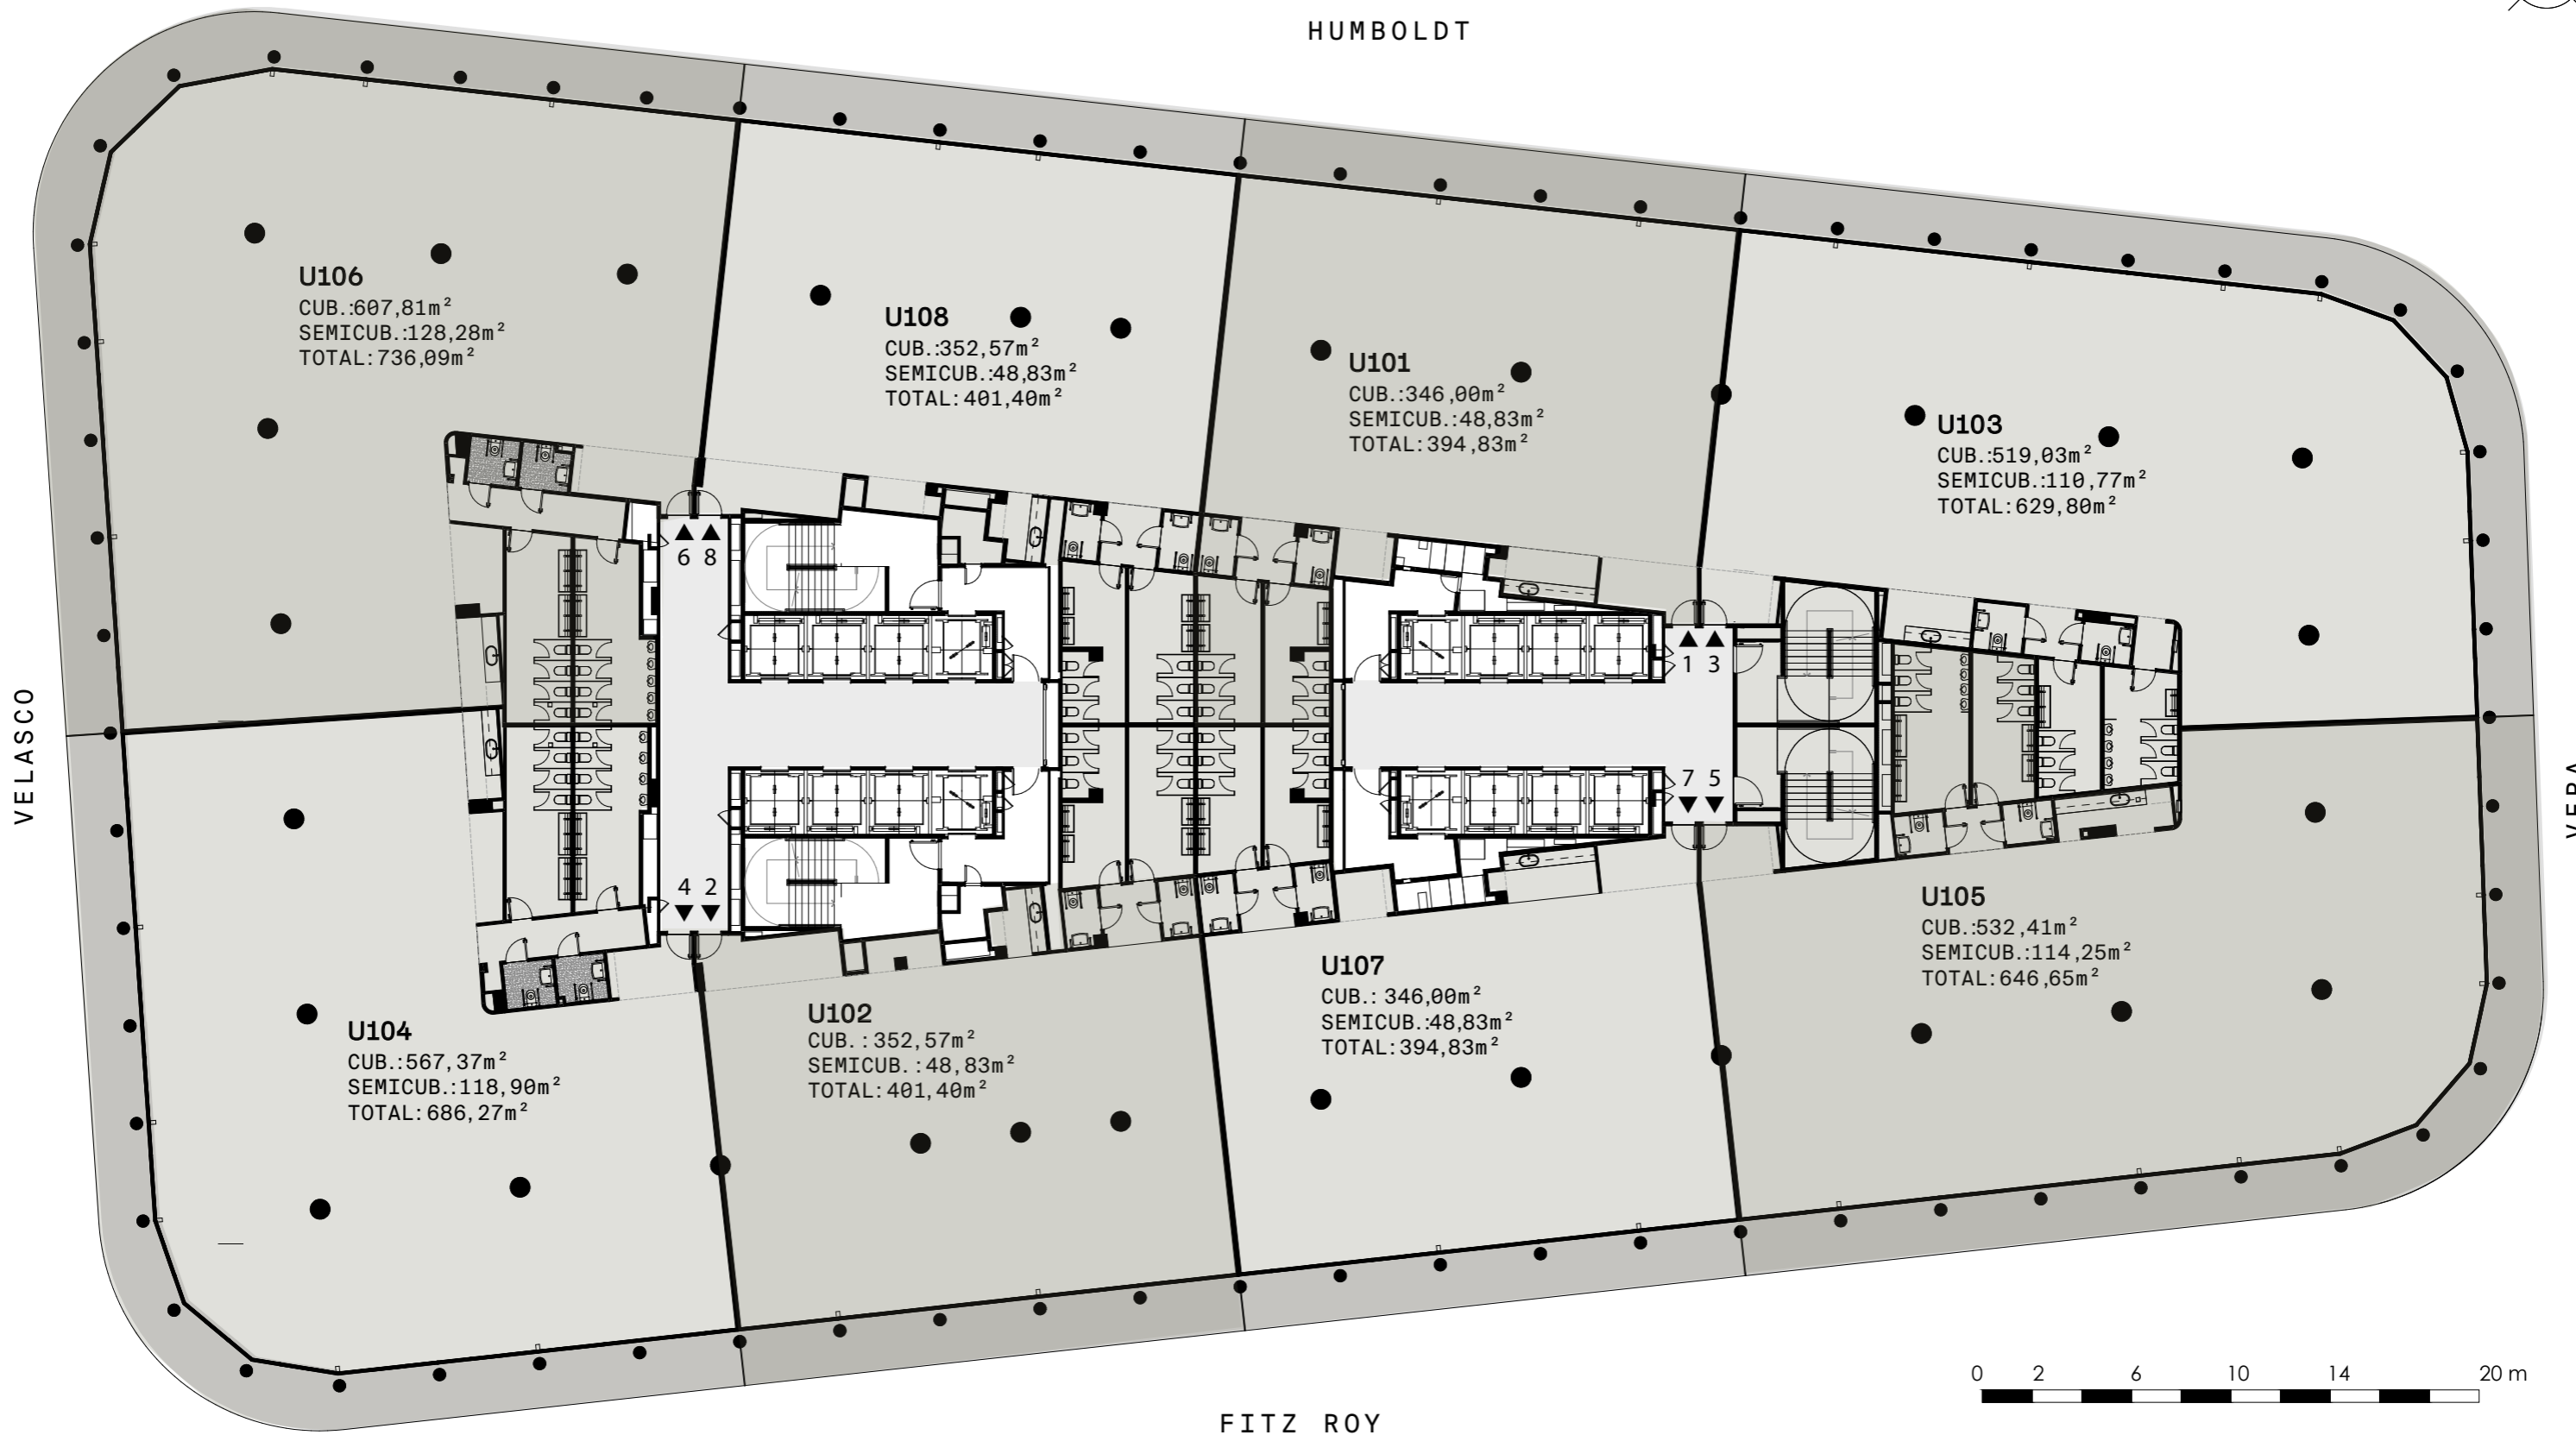 HUMBOLDT
U106
CUB.:607,81m²
SEMICUB.:128,28m²
TOTAL:736,09m²
U108
CUB.:352,57m²
SEMICUB.:48,83m²
TOTAL:401,40m²
U101
CUB.:346,00m²
SEMICUB.:48,83m²
TOTAL:394,83m²
U103
CUB.:519,03m²
SEMICUB.:110,77m²
TOTAL:629,80m²
6 8
1 3
VELASCO
7 5
4 2
U104
CUB.:567,37m²
SEMICUB.:118,90m²
TOTAL:686,27m²
U102
CUB.:352,57m²
SEMICUB.:48,83m²
TOTAL:401,40m²
U107
CUB.: 346,00m²
SEMICUB.:48,83m²
TOTAL:394,83m²
U105
CUB.:532,41m²
SEMICUB.:114,25m²
TOTAL:646,65m²
0 2 6 10 14 20 m
FITZ ROY